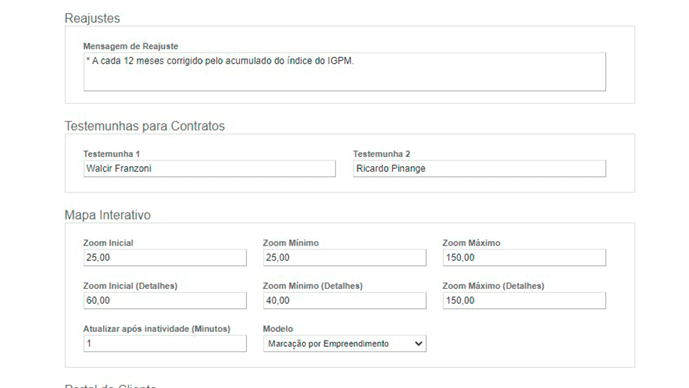 Reajustes
Mensagem de Reajuste
* A cada 12 meses corrigido pelo acumulado do índice do IGPM.
Testemunhas para Contratos
Testemunha 1 Testemunha 2
Walcir Franzoni Ricardo Pinange
Mapa Interativo
Zoom Inicial Zoom Mínimo Zoom Máximo
25,00 25,00 150,00
Zoom Inicial (Detalhes) Zoom Mínimo (Detalhes) Zoom Máximo (Detalhes)
60,00 40,00 150,00
Atualizar após inatividade (Minutos) Modelo
1 Marcação por Empreendimento
Portal do Cliente